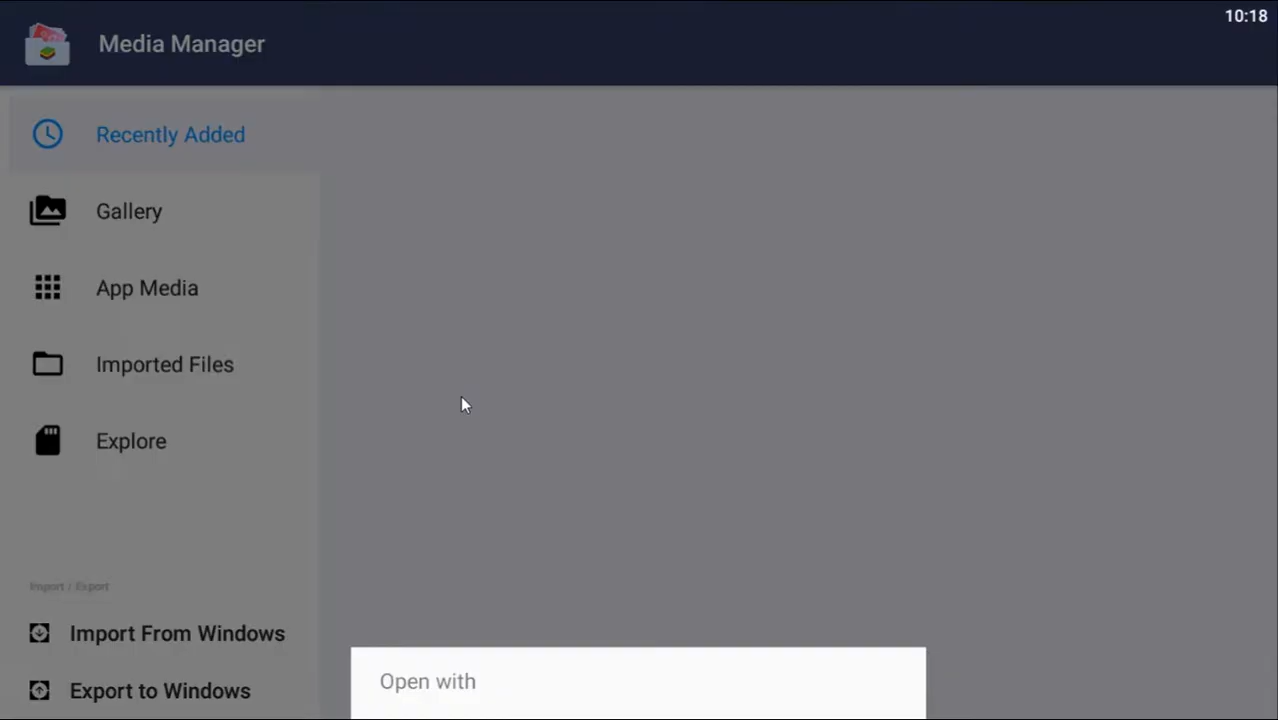 10:18
Media Manager
Recently Added
Gallery
App Media
Imported Files
Explore
Import / Export
Import From Windows
Export to Windows
Open with